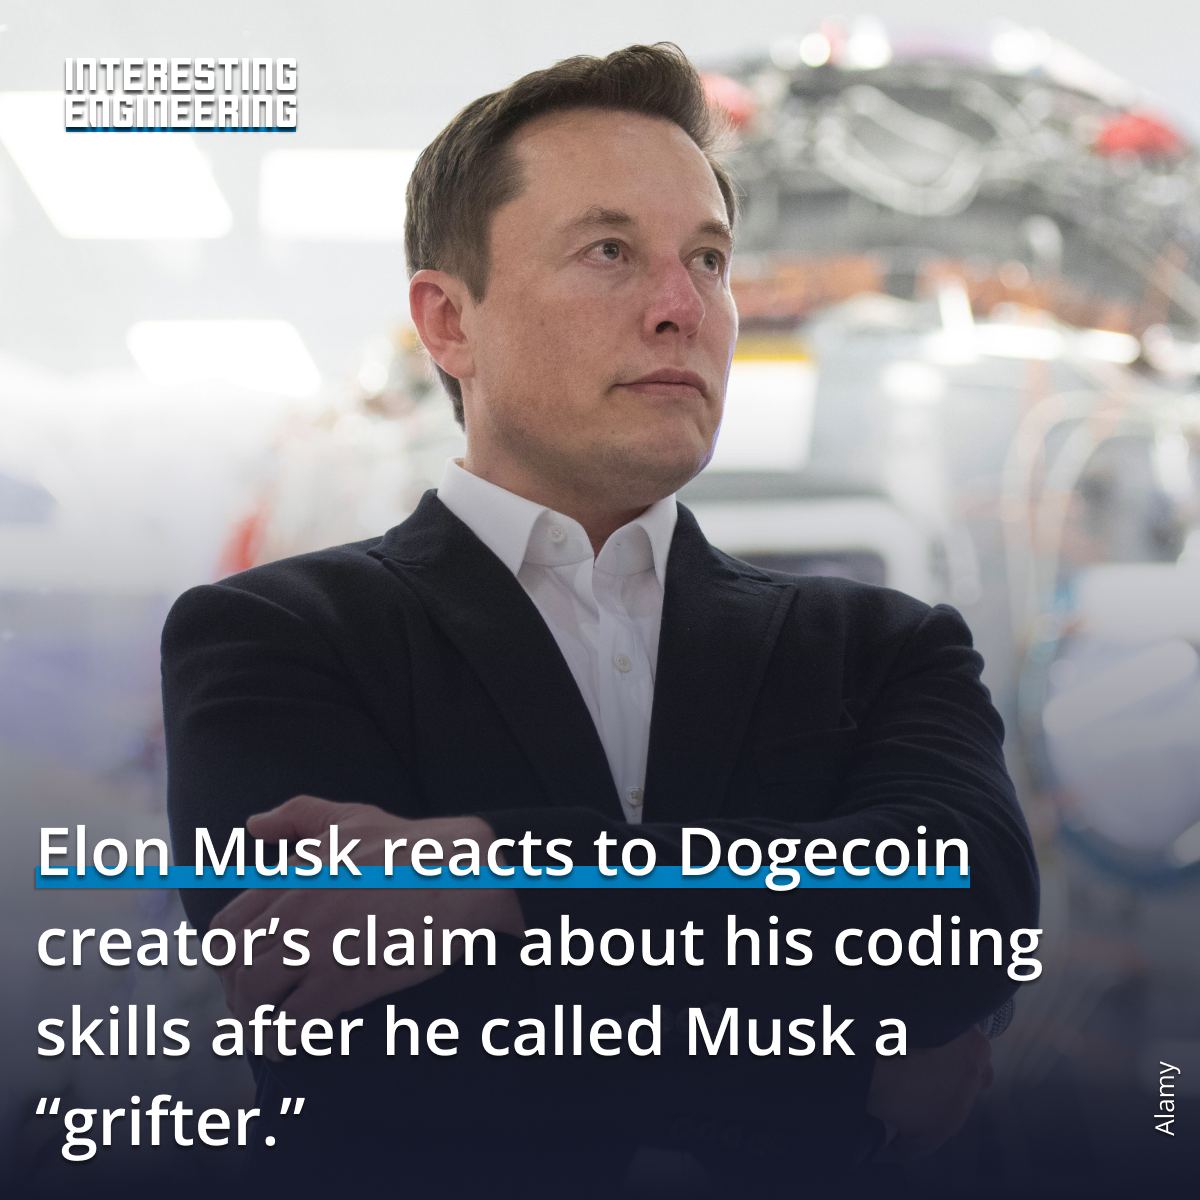 INTERESTING
ENGINEERING
Elon Musk reacts to Dogecoin
creator’s claim about his coding
skills after he called Musk a
“grifter.”
Alamy